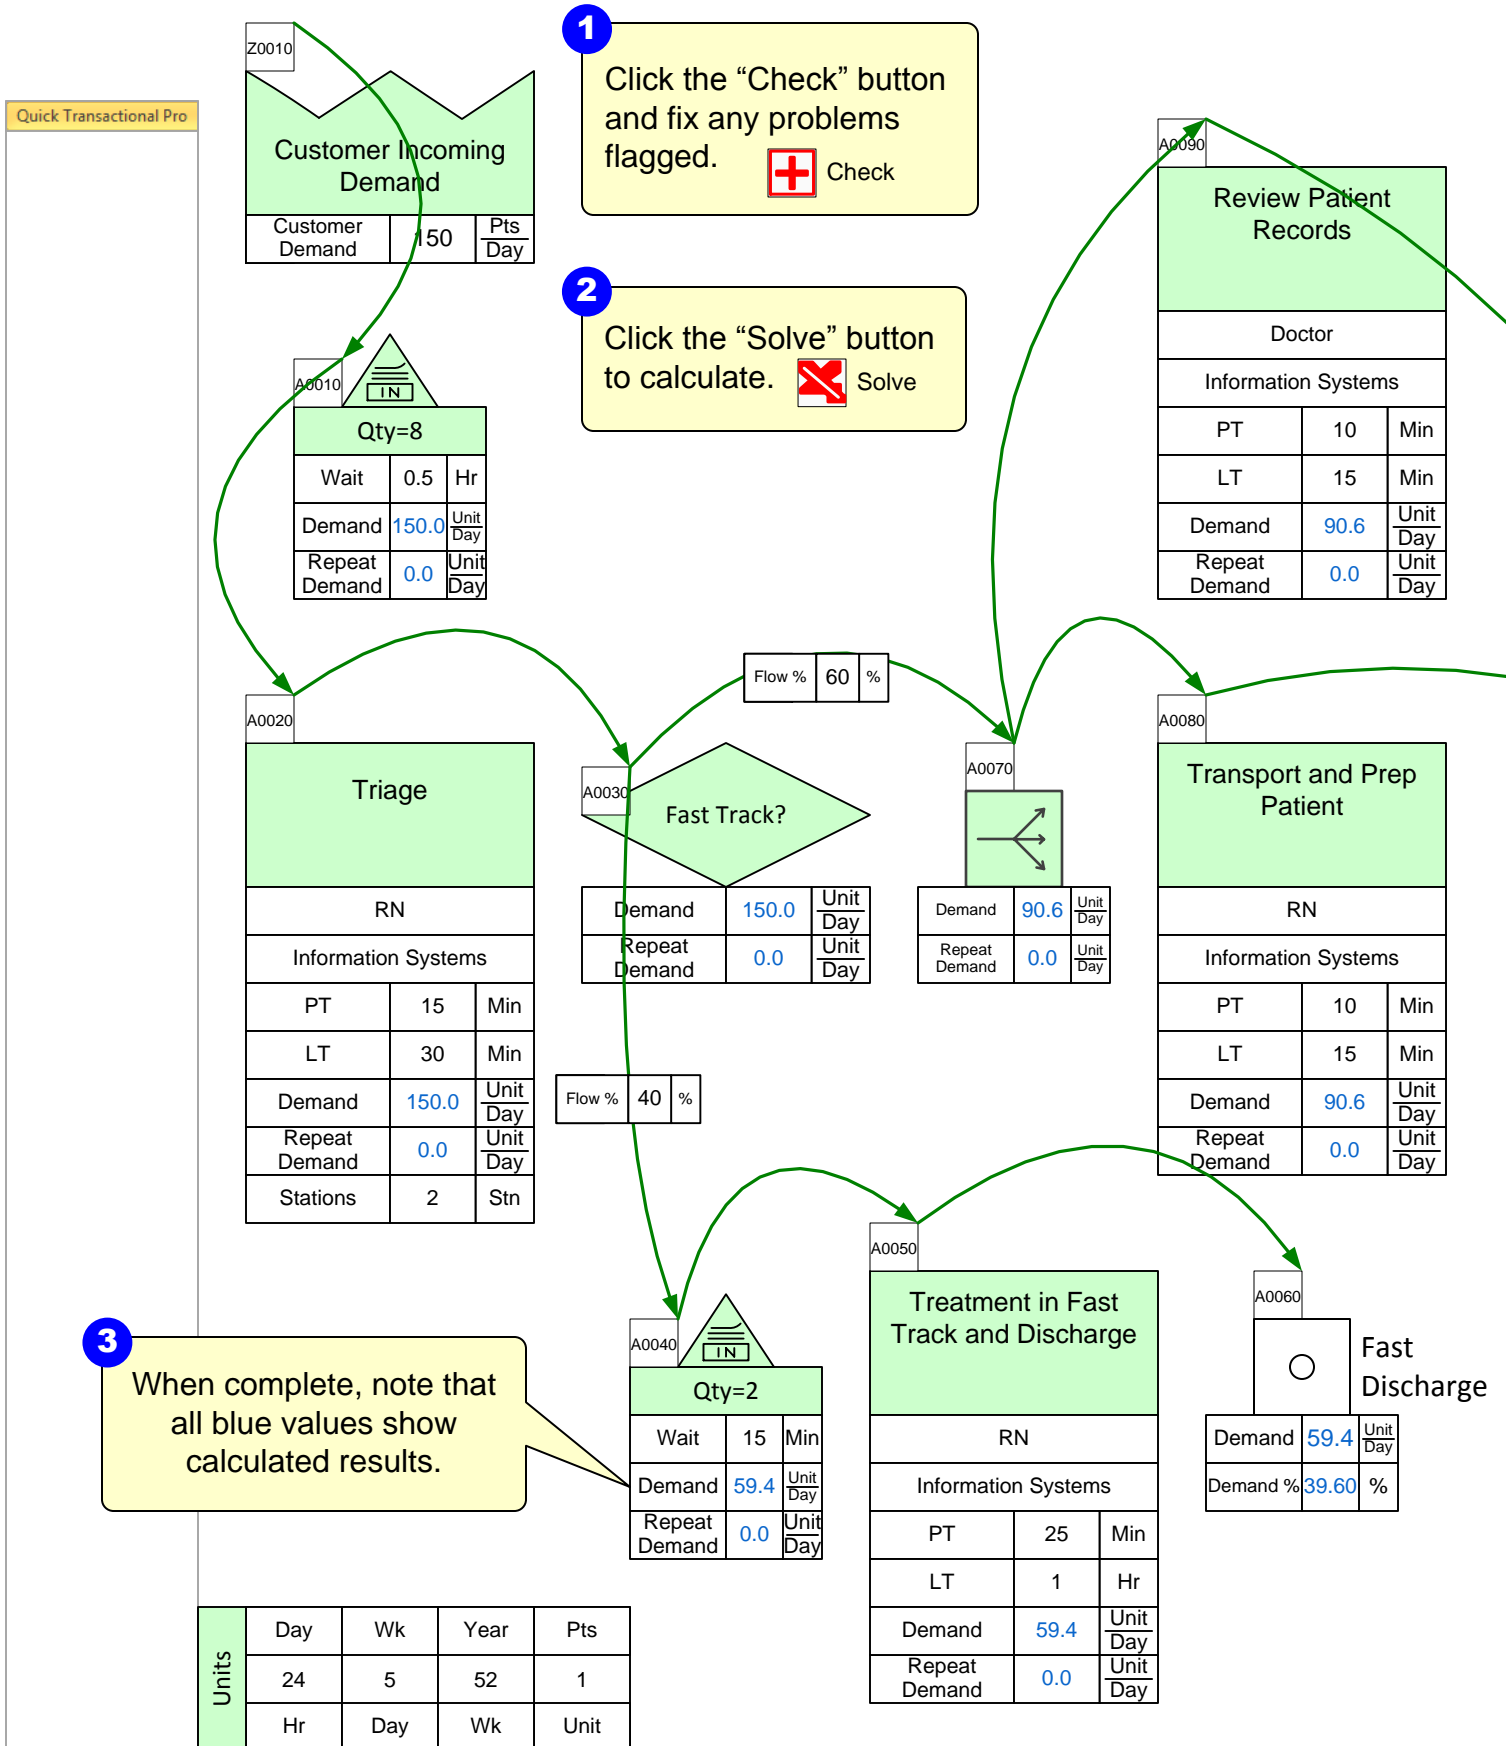 Quick Transactional Pro
Z0010
Customer Incoming
Demand
Customer
Demand
150
Pts
Day
1
Click the “Check” button
and fix any problems
flagged.
Check
2
Click the “Solve” button
to calculate.
Solve
A0090
Review Patient
Records
Doctor
Information Systems
PT 10 Min
LT 15 Min
Demand 90.6 Unit
Day
Repeat
Demand
0.0
Unit
Day
A0010
IN
Qty=8
Wait 0.5 Hr
Demand 150.0 Unit
Day
Repeat
Demand
0.0
Unit
Day
A0020
Triage
RN
Information Systems
PT 15 Min
LT 30 Min
Demand 150.0 Unit
Day
Repeat
Demand
0.0
Unit
Day
Stations 2 Stn
Flow % 60 %
A0030
Fast Track?
Demand 150.0 Unit
Day
Repeat
Demand
0.0
Unit
Day
Flow % 40 %
A0070
Demand 90.6 Unit
Day
Repeat
Demand
0.0
Unit
Day
A0080
Transport and Prep
Patient
RN
Information Systems
PT 10 Min
LT 15 Min
Demand 90.6 Unit
Day
Repeat
Demand
0.0
Unit
Day
3
When complete, note that
all blue values show
calculated results.
A0040
IN
Qty=2
Wait 15 Min
Demand 59.4 Unit
Day
Repeat
Demand
0.0
Unit
Day
A0050
Treatment in Fast
Track and Discharge
RN
Information Systems
PT 25 Min
LT 1 Hr
Demand 59.4 Unit
Day
Repeat
Demand
0.0
Unit
Day
A0060
Fast
Discharge
Demand 59.4 Unit
Day
Demand % 39.60 %
Units
Day Wk Year Pts
24 5 52 1
Hr Day Wk Unit